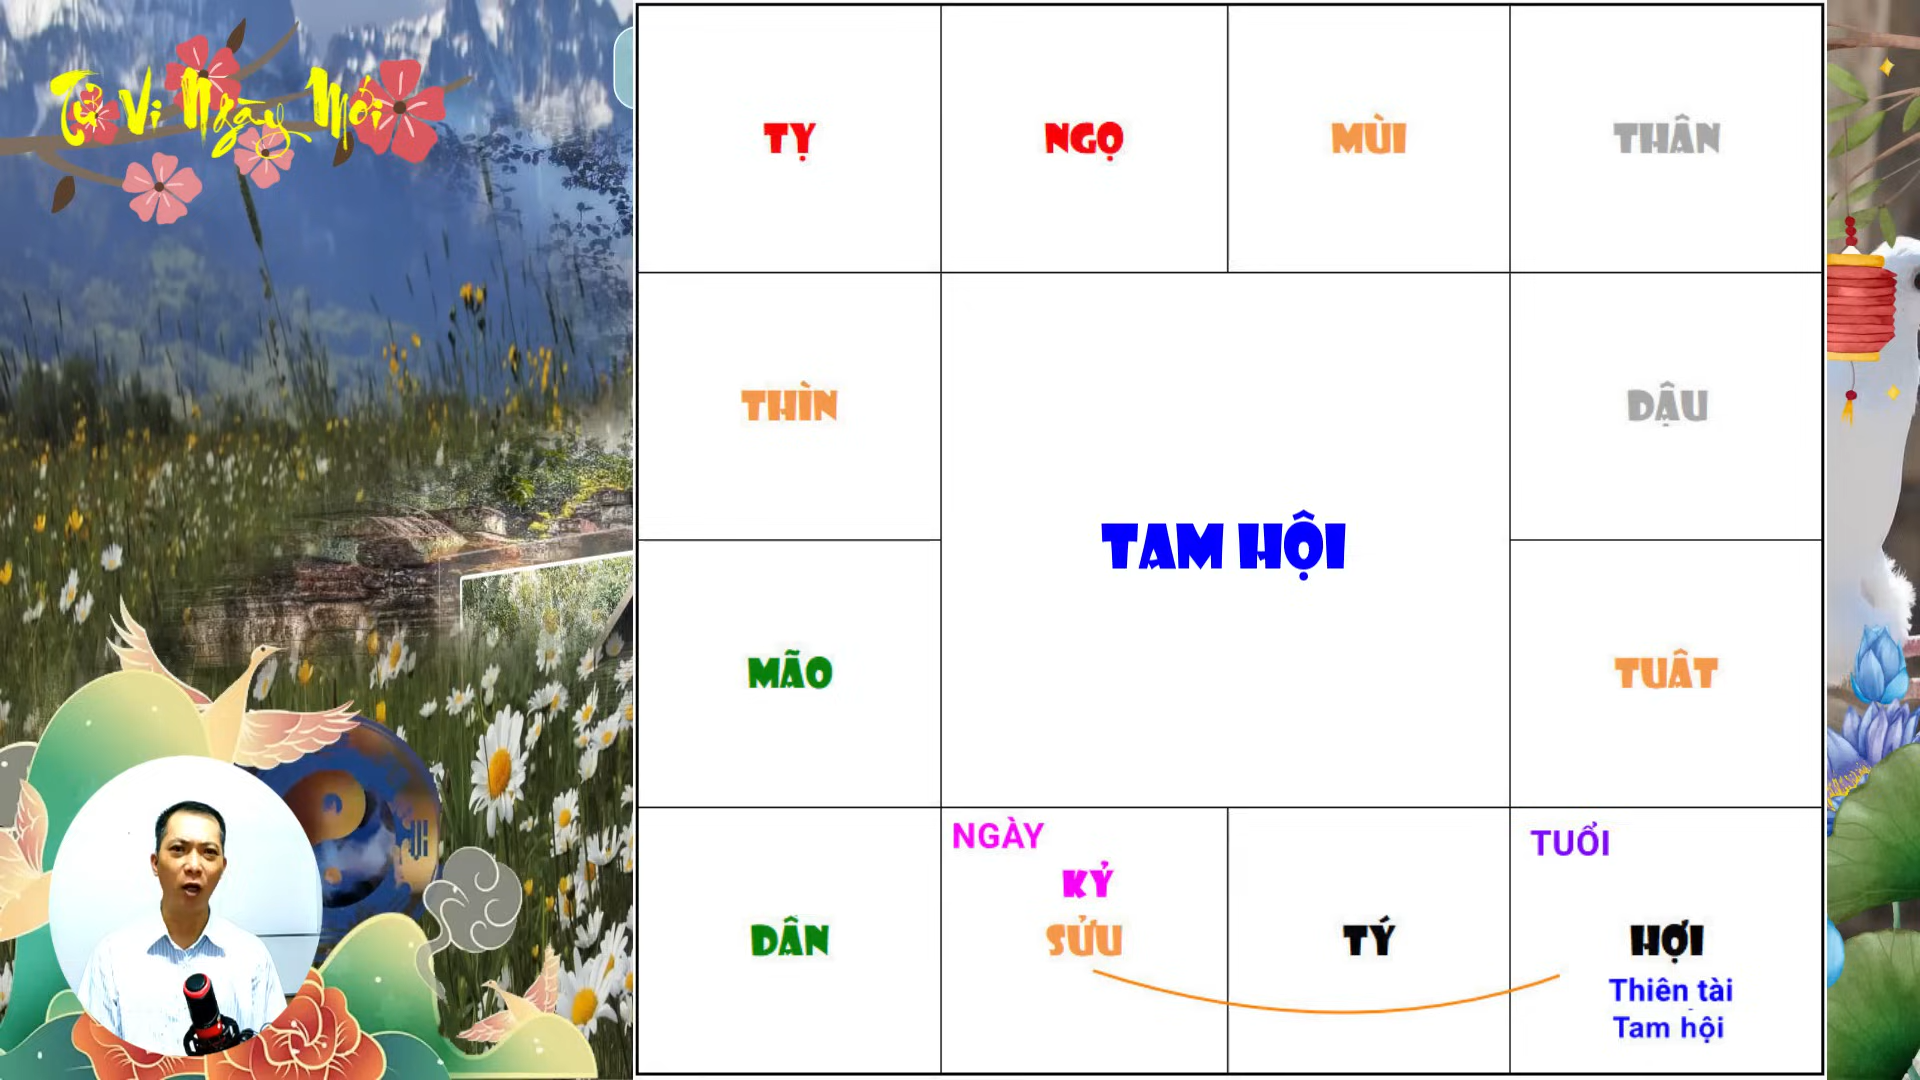 Tử Vi Ngày Mới
TỴ
NGỌ
MÙI
THÂN
THÌN
DẬU
TAM HỘI
MÃO
TUẤT
NGÀY
TUỔI
KỶ
DẦN
SỬU
TÝ
HỢI
Thiên tài
Tam hội